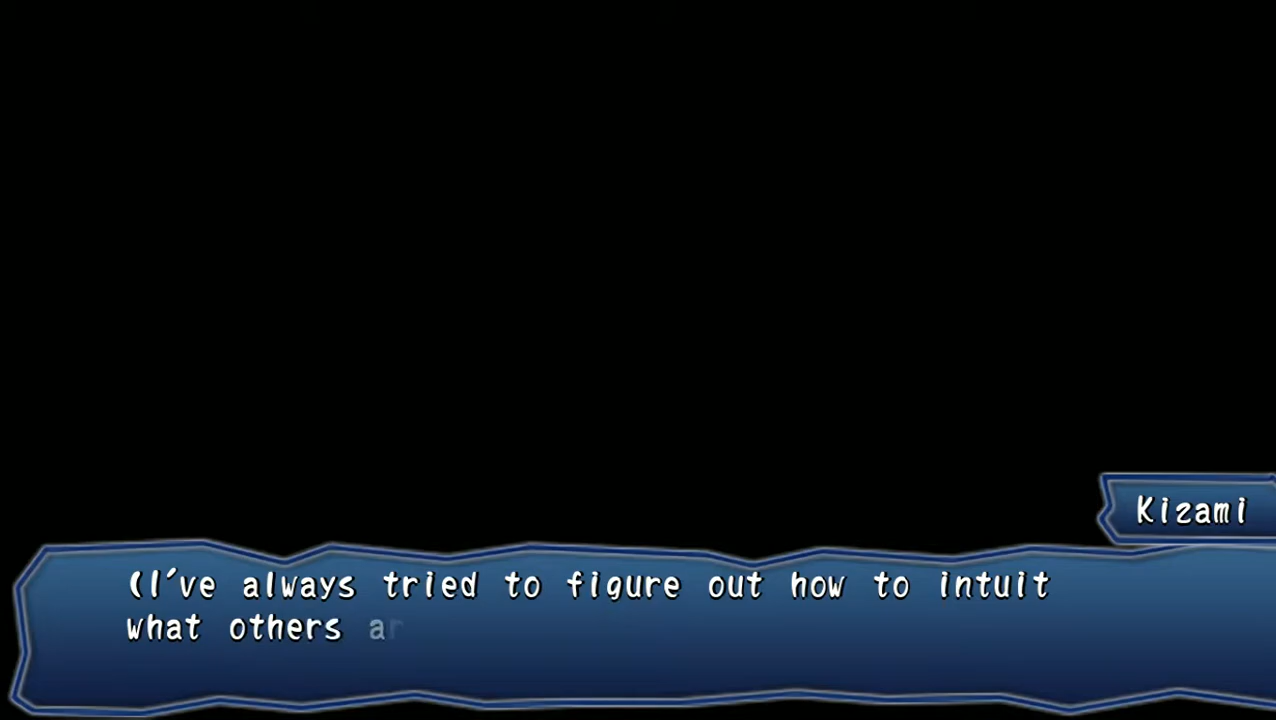 Kizami
(I've always tried to figure out how to intuit
what others ar